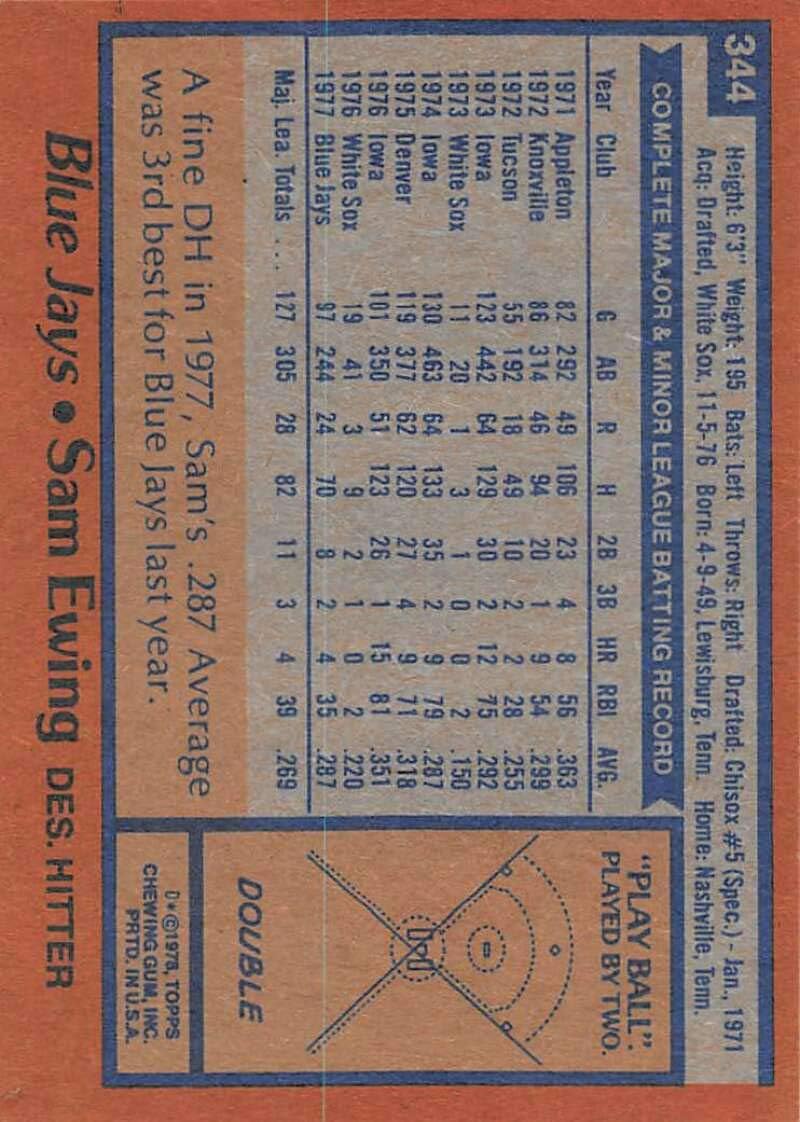 344
Height: 6'3" Weight: 195 Bats: Left Throws: Right Drafted: Chisox #5 (Spec.) - Jan., 1971
Acq: Drafted, White Sox, 11-5-76 Born: 4-9-49, Lewisburg, Tenn. Home: Nashville, Tenn.
COMPLETE MAJOR & MINOR LEAGUE BATTING RECORD
Year Club G AB R H 2B 3B HR RBI AVG.
1971 Appleton 82 292 49 106 23 4 8 56 .363
1972 Knoxville 86 314 46 94 20 1 9 54 .299
1972 Tucson 55 192 18 49 10 2 2 28 .255
1973 Iowa 123 442 64 129 30 2 12 75 .292
1973 White Sox 11 20 1 3 1 0 0 2 .150
1974 Iowa 130 463 64 133 35 2 9 79 .287
1975 Denver 119 377 62 120 27 4 9 71 .318
1976 Iowa 101 350 51 123 26 1 15 81 .351
1976 White Sox 19 41 3 9 2 1 0 2 .220
1977 Blue Jays 97 244 24 70 8 2 4 35 .287
Maj. Lea. Totals . . . 127 305 28 82 11 3 4 39 .269
A fine DH in 1977, Sam's .287 Average
was 3rd best for Blue Jays last year.
"PLAY BALL":
PLAYED BY TWO.
DOUBLE
D*©1978, TOPPS
CHEWING GUM, INC.
PRTD. IN U.S.A.
Blue Jays • Sam Ewing DES. HITTER